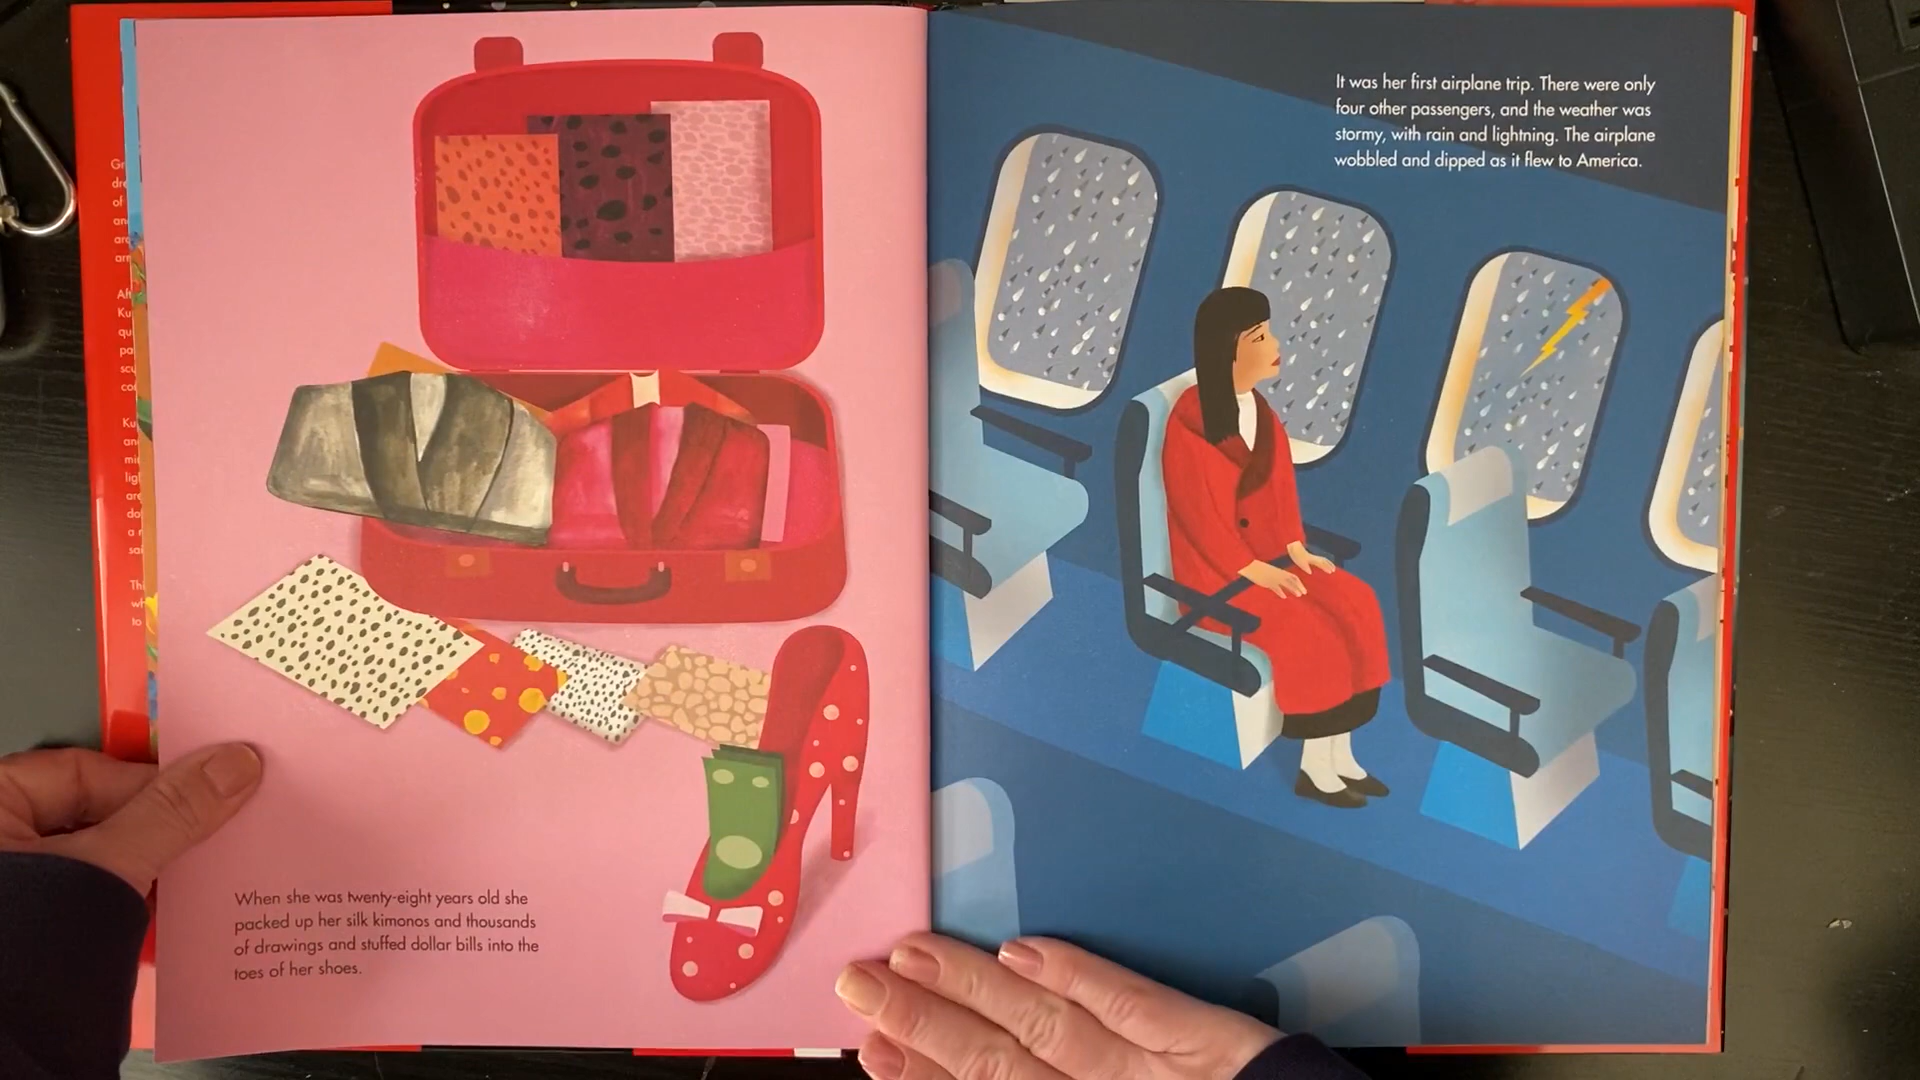 When she was twenty-eight years old she
packed up her silk kimonos and thousands
of drawings and stuffed dollar bills into the
toes of her shoes.
It was her first airplane trip. There were only
four other passengers, and the weather was
stormy, with rain and lightning. The airplane
wobbled and dipped as it flew to America.